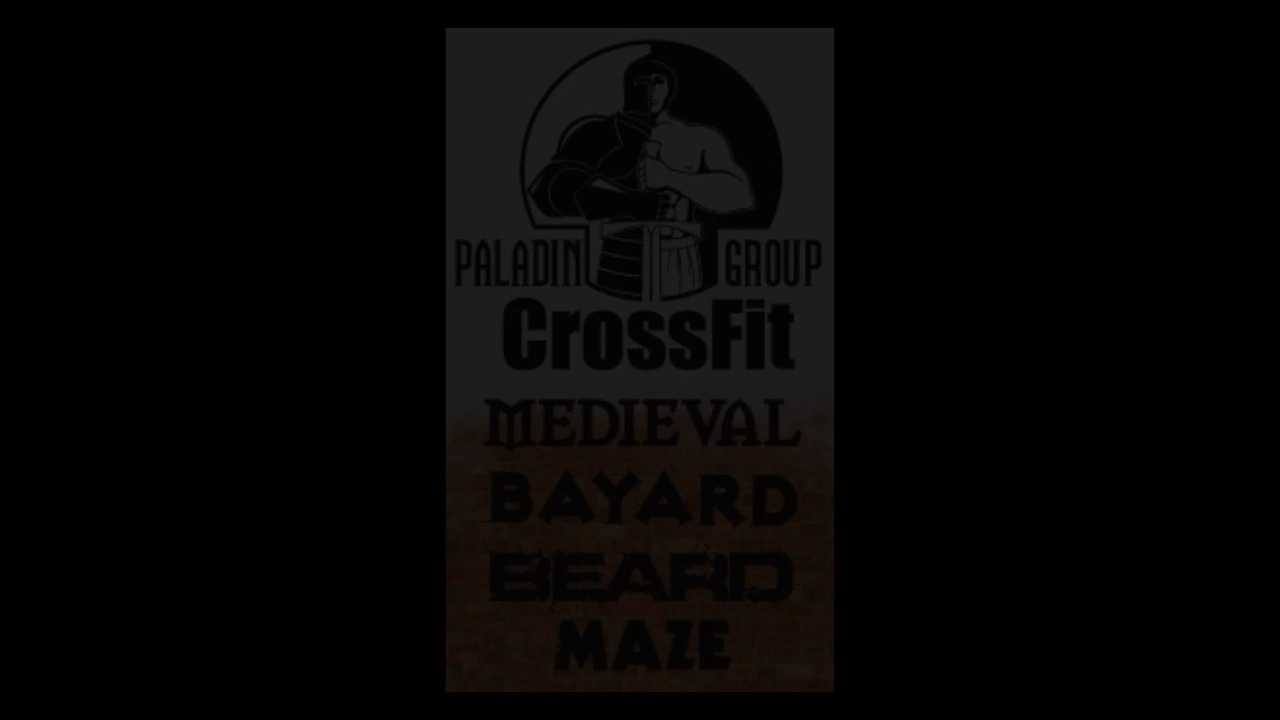 PALADIN GROUP
CrossFit
MEDIEVAL
BAYARD
BEARD
MAZE